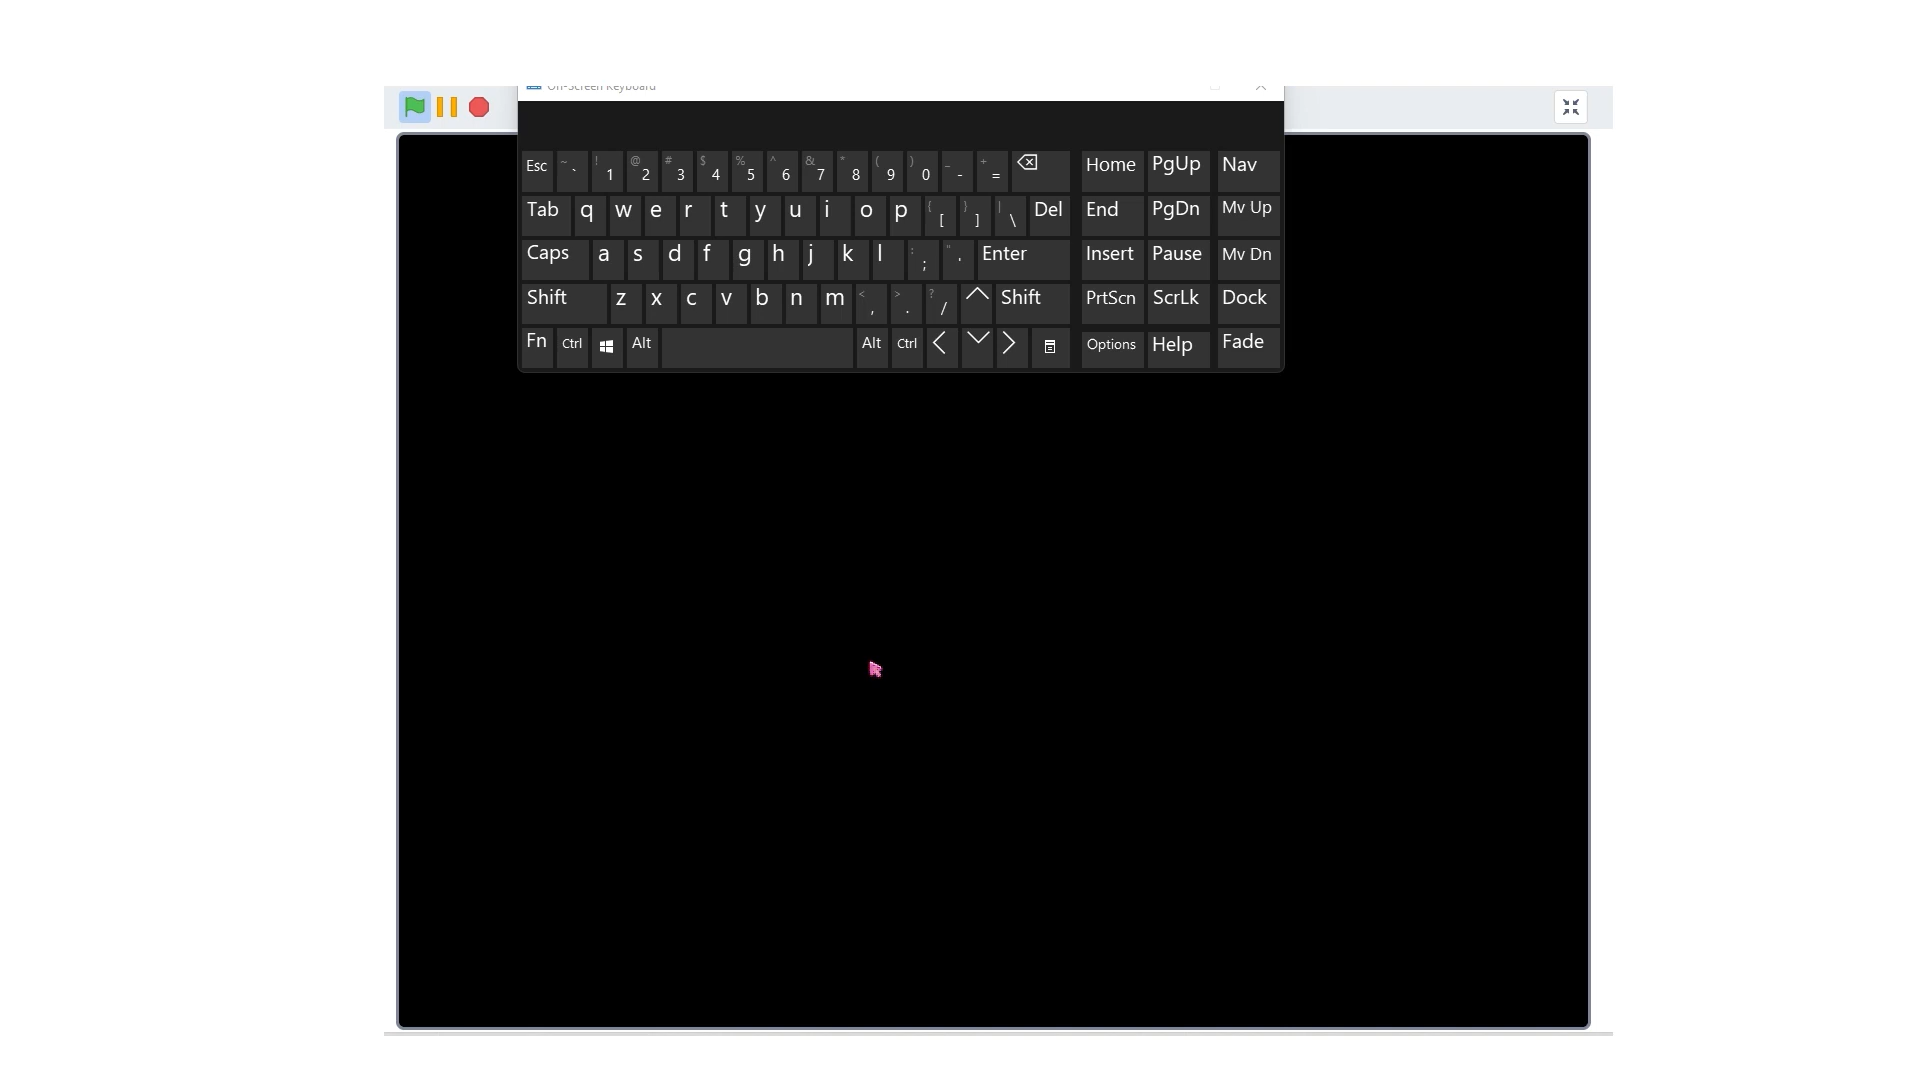 On-Screen Keyboard
Esc ~ ` ! 1 @ 2 # 3 $ 4 % 5 ^ 6 & 7 * 8 ( 9 ) 0 _ - + = Home PgUp Nav
Tab q w e r t y u i o p { [ } ] | \ Del End PgDn Mv Up
Caps a s d f g h j k l : ; " ' Enter Insert Pause Mv Dn
Shift z x c v b n m < , > . ? / Shift PrtScn ScrLk Dock
Fn Ctrl Alt Alt Ctrl Options Help Fade